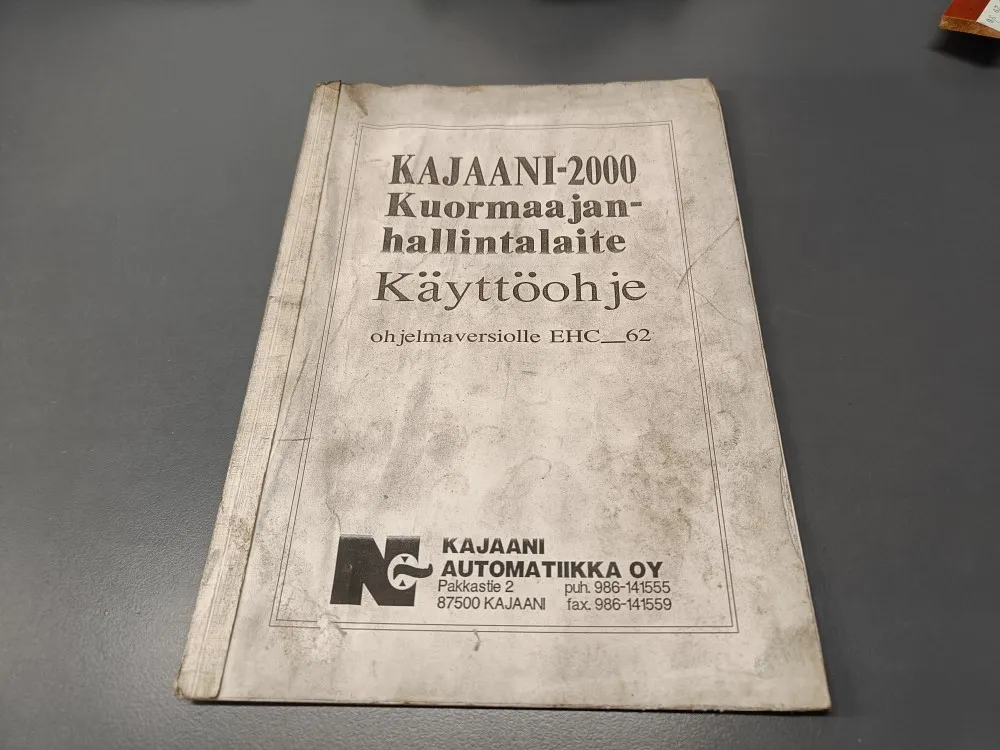 KAJAANI-2000
Kuormaajan-
hallintalaite
Käyttöohje
ohjelmaversiolle EHC__62
KAJAANI
AUTOMATIIKKA OY
Pakkastie 2 puh. 986-141555
87500 KAJAANI fax. 986-141559